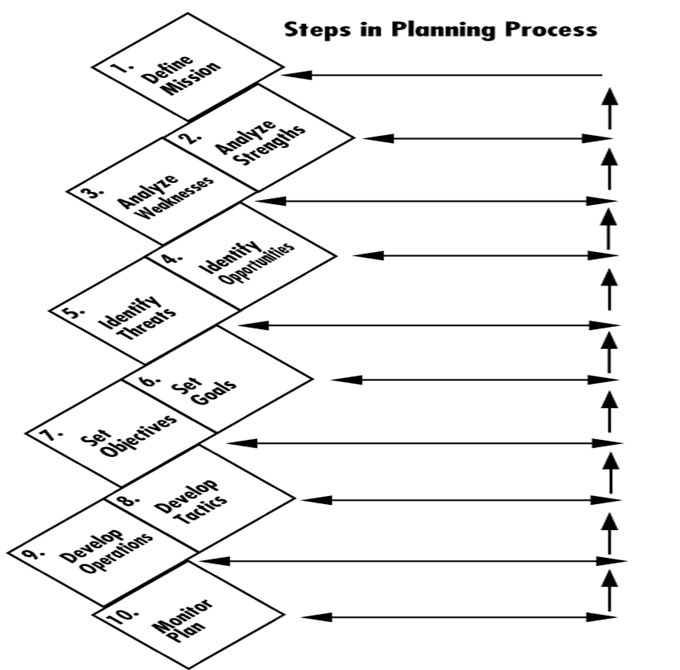 Steps in Planning Process
1.
Define
Mission
2.
Analyze
Strengths
3.
Analyze
Weaknesses
4.
Identify
Opportunities
5.
Identify
Threats
6.
Set
Goals
7.
Set
Objectives
8.
Develop
Tactics
9.
Develop
Operations
10.
Monitor
Plan